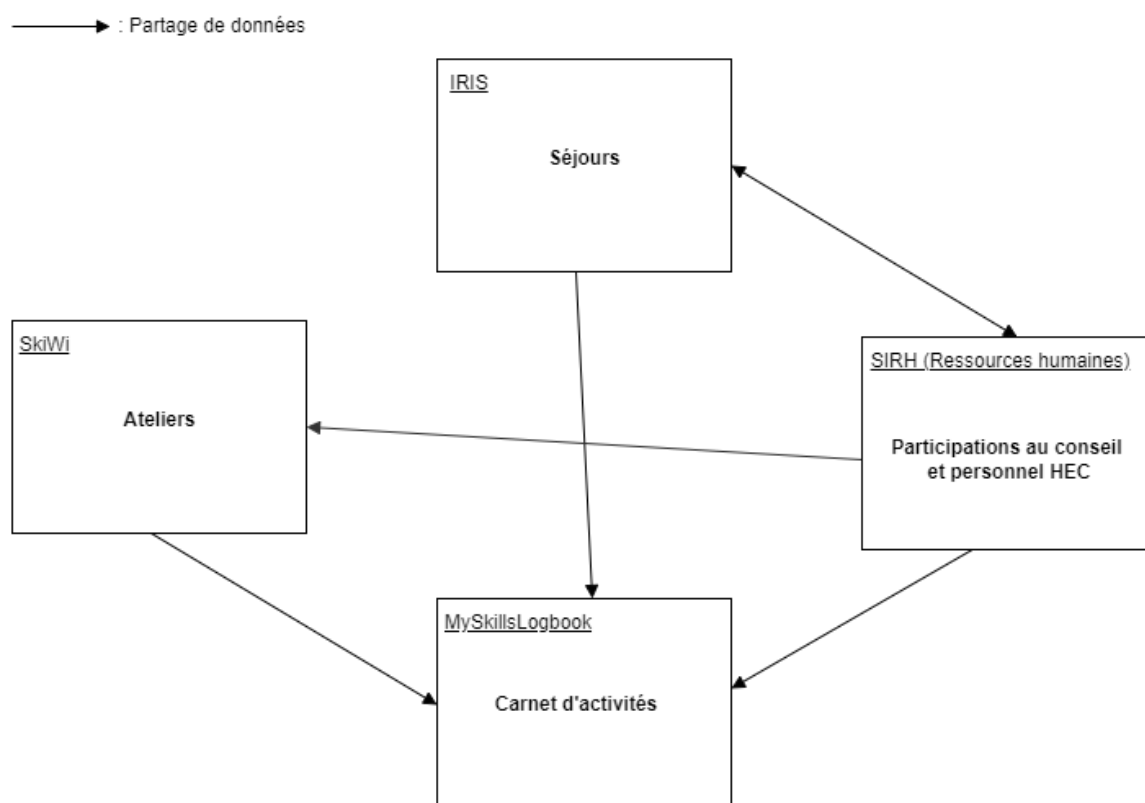 : Partage de données
IRIS
Séjours
SkiWi
Ateliers
SIRH (Ressources humaines)
Participations au conseil
et personnel HEC
MySkillsLogbook
Carnet d'activités